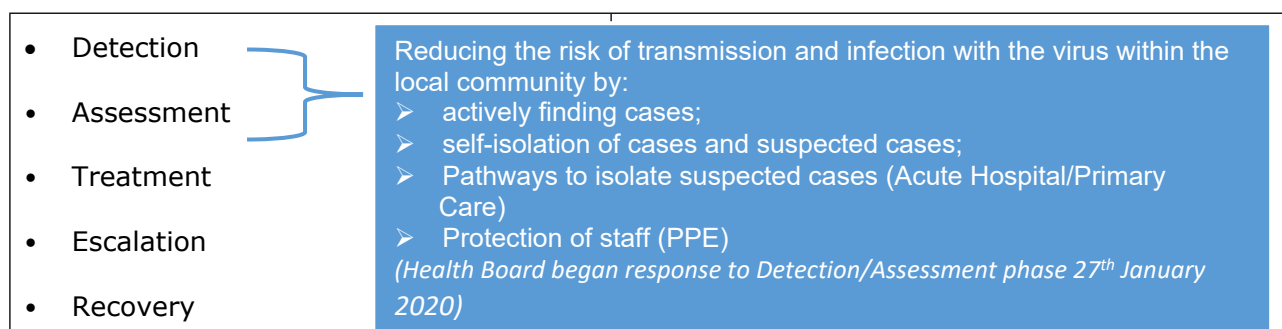 • Detection
• Assessment
• Treatment
• Escalation
• Recovery
Reducing the risk of transmission and infection with the virus within the
local community by:
➢ actively finding cases;
➢ self-isolation of cases and suspected cases;
➢ Pathways to isolate suspected cases (Acute Hospital/Primary
Care)
➢ Protection of staff (PPE)
(Health Board began response to Detection/Assessment phase 27th January
2020)